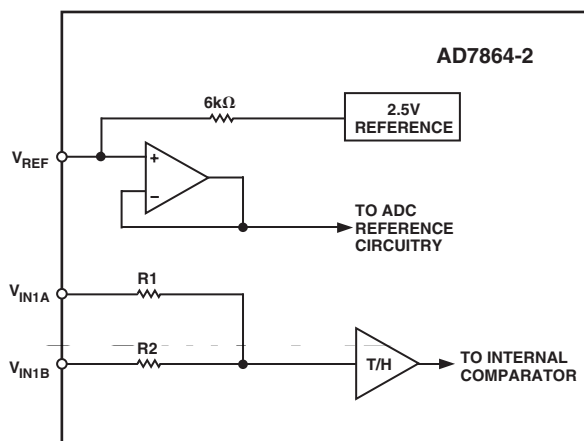 AD7864-2
6kΩ
2.5V
REFERENCE
VREF
+
−
TO ADC
REFERENCE
CIRCUITRY
VIN1A
R1
VIN1B
R2
T/H
TO INTERNAL
COMPARATOR